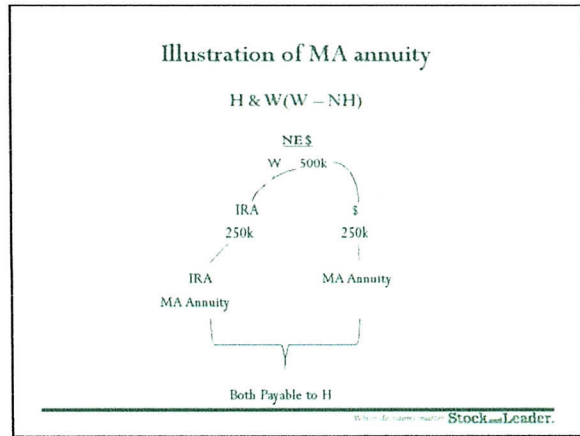 Illustration of MA annuity
H & W(W – NH)
NE $
W 500k
IRA $
250k 250k
IRA MA Annuity
MA Annuity
Both Payable to H
Stock and Leader.